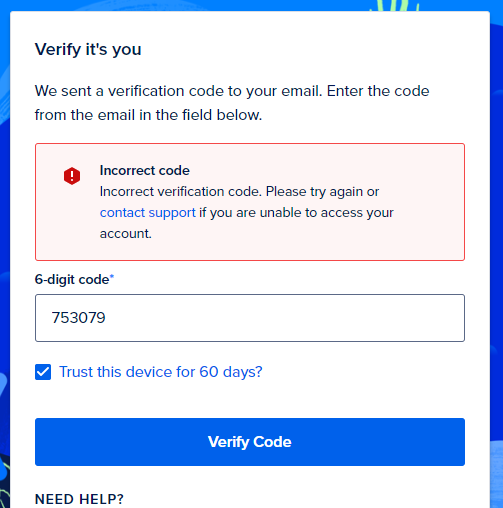 Verify it's you
We sent a verification code to your email. Enter the code
from the email in the field below.
Incorrect code
Incorrect verification code. Please try again or
contact support if you are unable to access your
account.
6-digit code*
753079
Trust this device for 60 days?
Verify Code
NEED HELP?